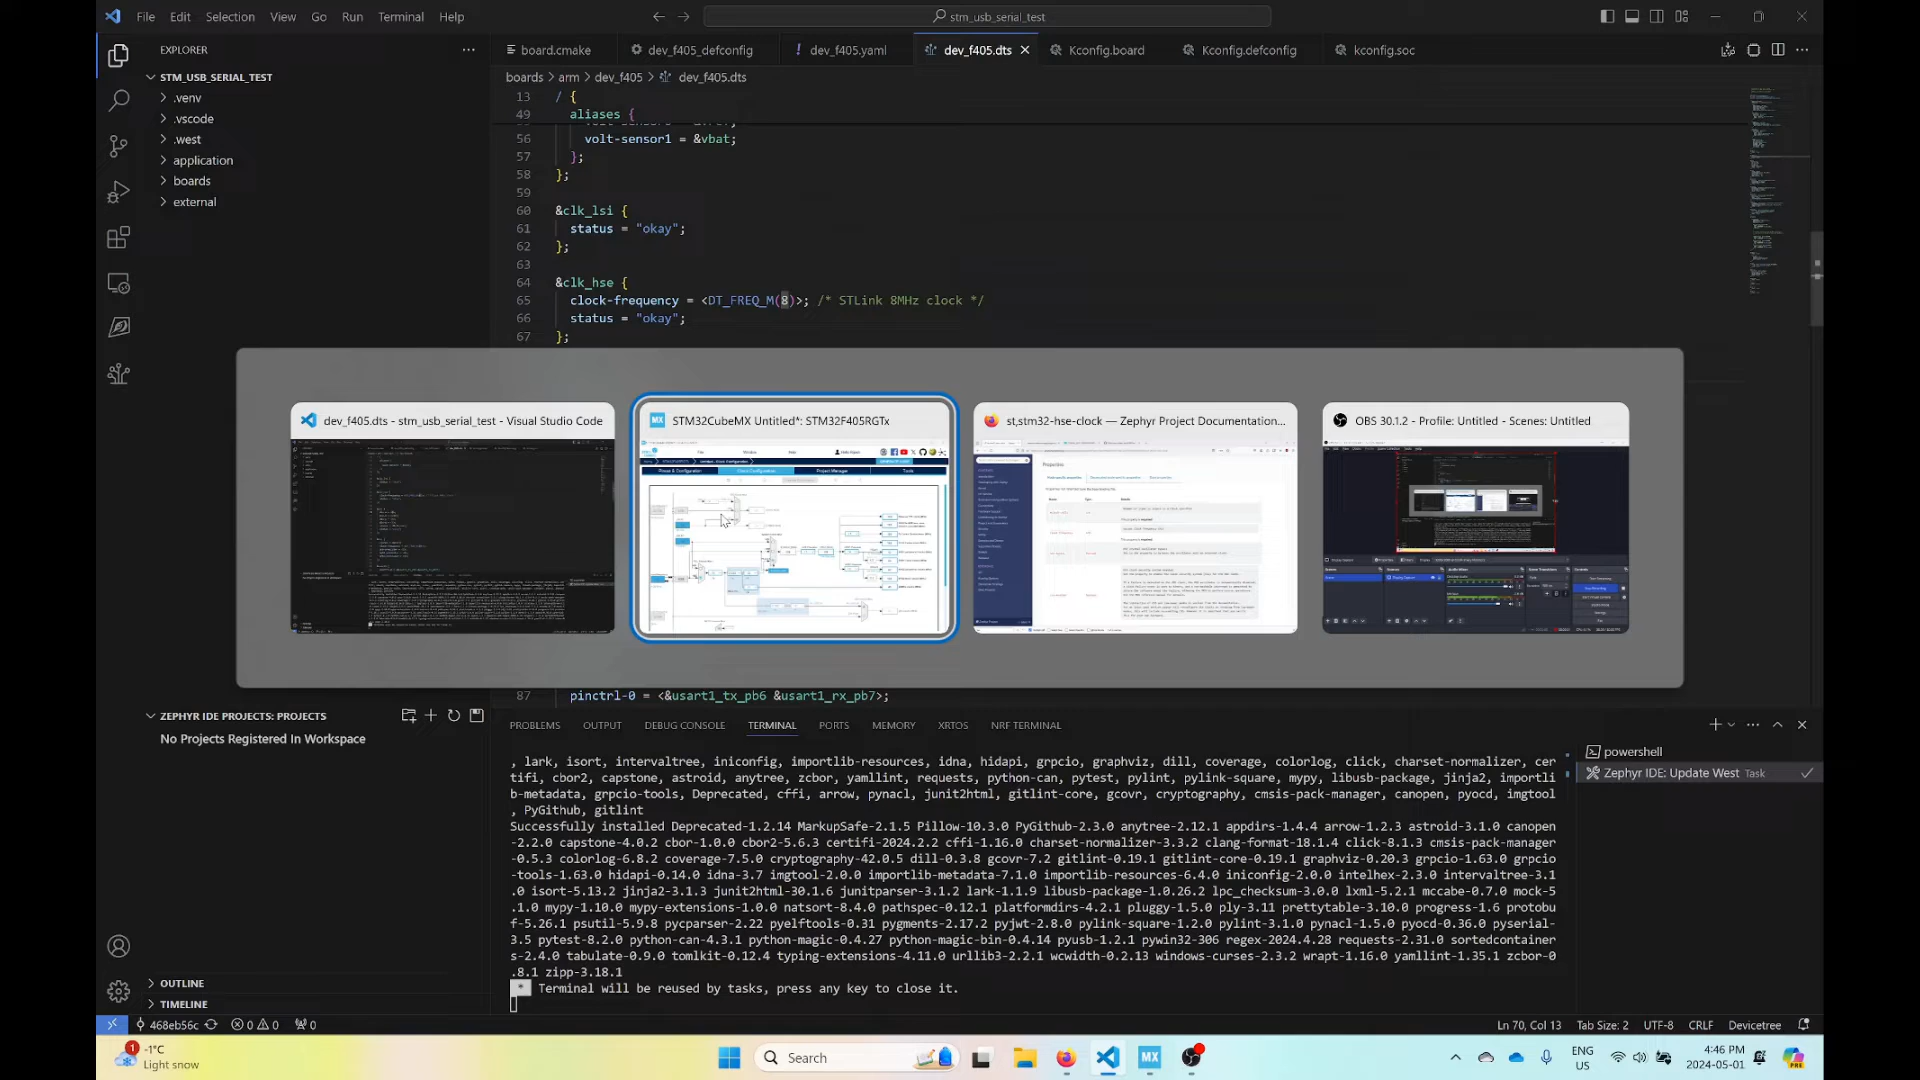 File Edit Selection View Go Run Terminal Help
stm_usb_serial_test
EXPLORER
board.cmake
dev_f405_defconfig
dev_f405.yaml
dev_f405.dts
Kconfig.board
Kconfig.defconfig
kconfig.soc
STM_USB_SERIAL_TEST
.venv
.vscode
.west
application
boards
external
boards > arm > dev_f405 > dev_f405.dts
13 / {
49 aliases {
56 volt-sensor1 = &vbat;
57 };
58 };
59
60 &clk_lsi {
61 status = "okay";
62 };
63
64 &clk_hse {
65 clock-frequency = <DT_FREQ_M(8)>; /* STLink 8MHz clock */
66 status = "okay";
67 };
dev_f405.dts - stm_usb_serial_test - Visual Studio Code
STM32CubeMX Untitled*: STM32F405RGTx
st,stm32-hse-clock — Zephyr Project Documentation...
OBS 30.1.2 - Profile: Untitled - Scenes: Untitled
87 pinctrl-0 = <&usart1_tx_pb6 &usart1_rx_pb7>;
ZEPHYR IDE PROJECTS: PROJECTS
No Projects Registered In Workspace
PROBLEMS OUTPUT DEBUG CONSOLE TERMINAL PORTS MEMORY XRTOS NRF TERMINAL
powershell
Zephyr IDE: Update West Task
, lark, isort, intervaltree, iniconfig, importlib-resources, idna, hidapi, grpcio, graphviz, dill, coverage, colorlog, click, charset-normalizer, cer
tifi, cbor2, capstone, astroid, anytree, zcbor, yamllint, requests, python-can, pytest, pylint, pylink-square, mypy, libusb-package, jinja2, importli
b-metadata, grpcio-tools, Deprecated, cffi, arrow, pynacl, junit2html, gitlint-core, gcovr, cryptography, cmsis-pack-manager, canopen, pyocd, imgtool
, PyGithub, gitlint
Successfully installed Deprecated-1.2.14 MarkupSafe-2.1.5 Pillow-10.3.0 PyGithub-2.3.0 anytree-2.12.1 appdirs-1.4.4 arrow-1.2.3 astroid-3.1.0 canopen
-2.2.0 capstone-4.0.2 cbor-1.0.0 cbor2-5.6.3 certifi-2024.2.2 cffi-1.16.0 charset-normalizer-3.3.2 clang-format-18.1.4 click-8.1.3 cmsis-pack-manager
-0.5.3 colorlog-6.8.2 coverage-7.5.0 cryptography-42.0.5 dill-0.3.8 gcovr-7.2 gitlint-0.19.1 gitlint-core-0.19.1 graphviz-0.20.3 grpcio-1.63.0 grpcio
-tools-1.63.0 hidapi-0.14.0 idna-3.7 imgtool-2.0.0 importlib-metadata-7.1.0 importlib-resources-6.4.0 iniconfig-2.0.0 intelhex-2.3.0 intervaltree-3.1
.0 isort-5.13.2 jinja2-3.1.3 junit2html-30.1.6 junitparser-3.1.2 lark-1.1.9 libusb-package-1.0.26.2 lpc_checksum-3.0.0 lxml-5.2.1 mccabe-0.7.0 mock-5
.1.0 mypy-1.10.0 mypy-extensions-1.0.0 natsort-8.4.0 pathspec-0.12.1 platformdirs-4.2.1 pluggy-1.5.0 ply-3.11 prettytable-3.10.0 progress-1.6 protobu
f-5.26.1 psutil-5.9.8 pycparser-2.22 pyelftools-0.31 pygments-2.17.2 pyjwt-2.8.0 pylink-square-1.2.0 pylint-3.1.0 pynacl-1.5.0 pyocd-0.36.0 pyserial-
3.5 pytest-8.2.0 python-can-4.3.1 python-magic-0.4.27 python-magic-bin-0.4.14 pyusb-1.2.1 pywin32-306 regex-2024.4.28 requests-2.31.0 sortedcontainer
s-2.4.0 tabulate-0.9.0 tomlkit-0.12.4 typing-extensions-4.11.0 urllib3-2.2.1 wcwidth-0.2.13 windows-curses-2.3.2 wrapt-1.16.0 yamllint-1.35.1 zcbor-0
.8.1 zipp-3.18.1
* Terminal will be reused by tasks, press any key to close it.
OUTLINE
TIMELINE
468eb56c 0 0 0
Ln 70, Col 13 Tab Size: 2 UTF-8 CRLF Devicetree
1
-1°C
Light snow
Search
ENG
US
4:46 PM
2024-05-01